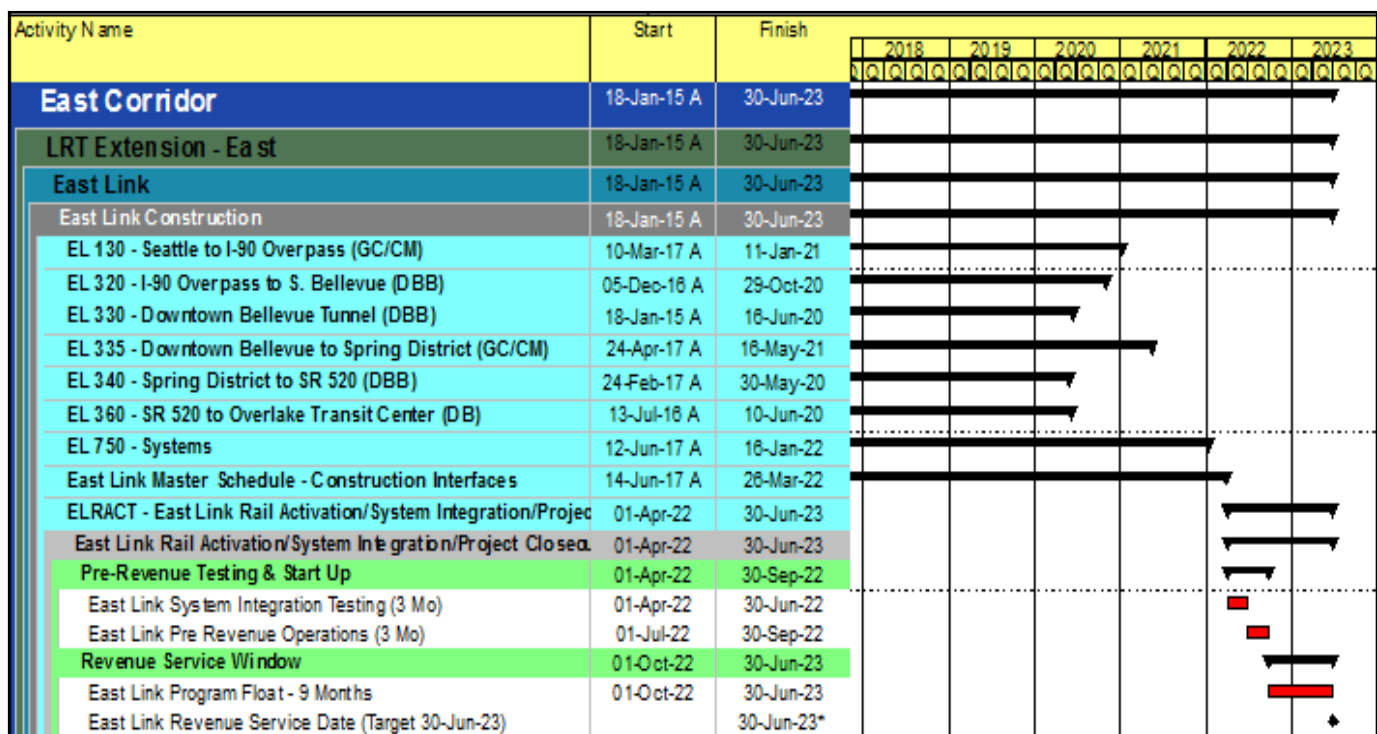 Activity Name Start Finish
2018 2019 2020 2021 2022 2023
Q Q Q Q Q Q Q Q Q Q Q Q Q Q Q Q Q Q Q Q Q Q Q Q
East Corridor 18-Jan-15 A 30-Jun-23
LRT Extension - East 18-Jan-15 A 30-Jun-23
East Link 18-Jan-15 A 30-Jun-23
East Link Construction 18-Jan-15 A 30-Jun-23
EL 130 - Seattle to I-90 Overpass (GC/CM) 10-Mar-17 A 11-Jan-21
EL 320 - I-90 Overpass to S. Bellevue (DBB) 05-Dec-16 A 29-Oct-20
EL 330 - Downtown Bellevue Tunnel (DBB) 18-Jan-15 A 16-Jun-20
EL 335 - Downtown Bellevue to Spring District (GC/CM) 24-Apr-17 A 16-May-21
EL 340 - Spring District to SR 520 (DBB) 24-Feb-17 A 30-May-20
EL 360 - SR 520 to Overlake Transit Center (DB) 13-Jul-16 A 10-Jun-20
EL 750 - Systems 12-Jun-17 A 16-Jan-22
East Link Master Schedule - Construction Interfaces 14-Jun-17 A 26-Mar-22
ELRACT - East Link Rail Activation/System Integration/Projec 01-Apr-22 30-Jun-23
East Link Rail Activation/System Integration/Project Closeou 01-Apr-22 30-Jun-23
Pre-Revenue Testing & Start Up 01-Apr-22 30-Sep-22
East Link System Integration Testing (3 Mo) 01-Apr-22 30-Jun-22
East Link Pre Revenue Operations (3 Mo) 01-Jul-22 30-Sep-22
Revenue Service Window 01-Oct-22 30-Jun-23
East Link Program Float - 9 Months 01-Oct-22 30-Jun-23
East Link Revenue Service Date (Target 30-Jun-23) 30-Jun-23*